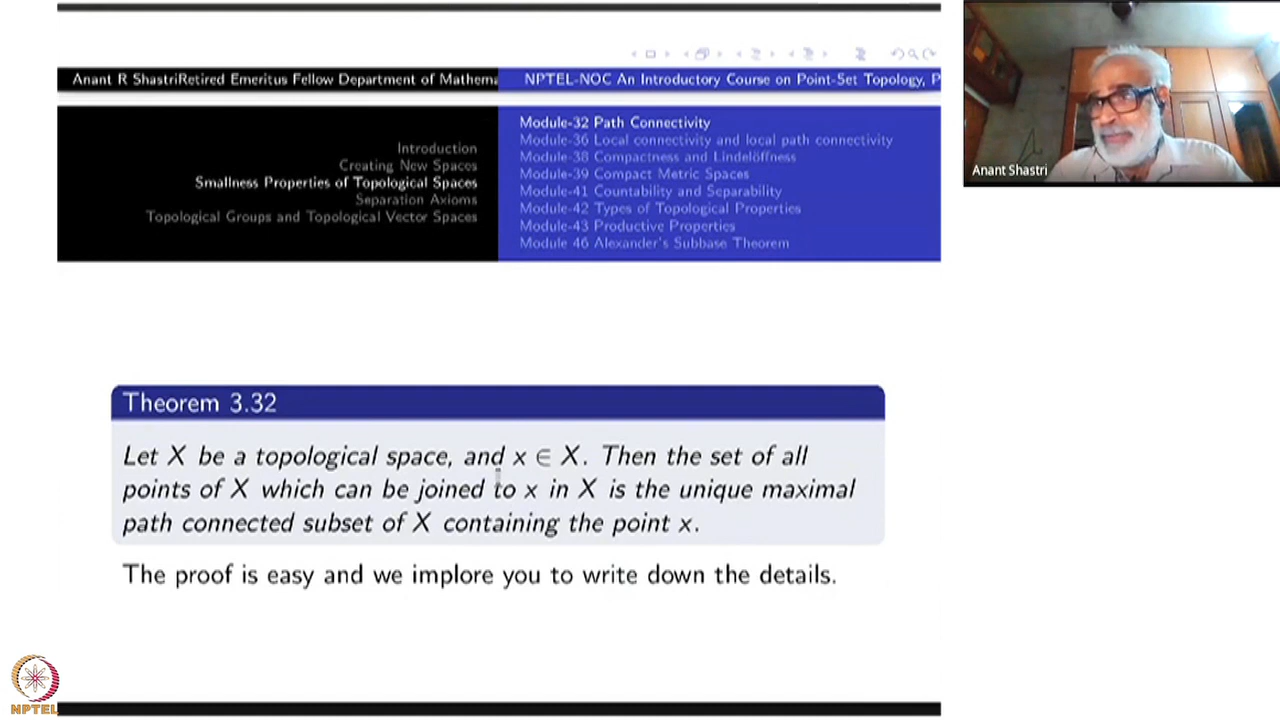 Anant R ShastriRetired Emeritus Fellow Department of Mathema
NPTEL-NOC An Introductory Course on Point-Set Topology, P
Introduction
Creating New Spaces
Smallness Properties of Topological Spaces
Separation Axioms
Topological Groups and Topological Vector Spaces
Module-32 Path Connectivity
Module-36 Local connectivity and local path connectivity
Module-38 Compactness and Lindelöffness
Module-39 Compact Metric Spaces
Module-41 Countability and Separability
Module-42 Types of Topological Properties
Module-43 Productive Properties
Module 46 Alexander's Subbase Theorem
Anant Shastri
Theorem 3.32
Let X be a topological space, and x ∈ X. Then the set of all
points of X which can be joined to x in X is the unique maximal
path connected subset of X containing the point x.
The proof is easy and we implore you to write down the details.
NPTEL